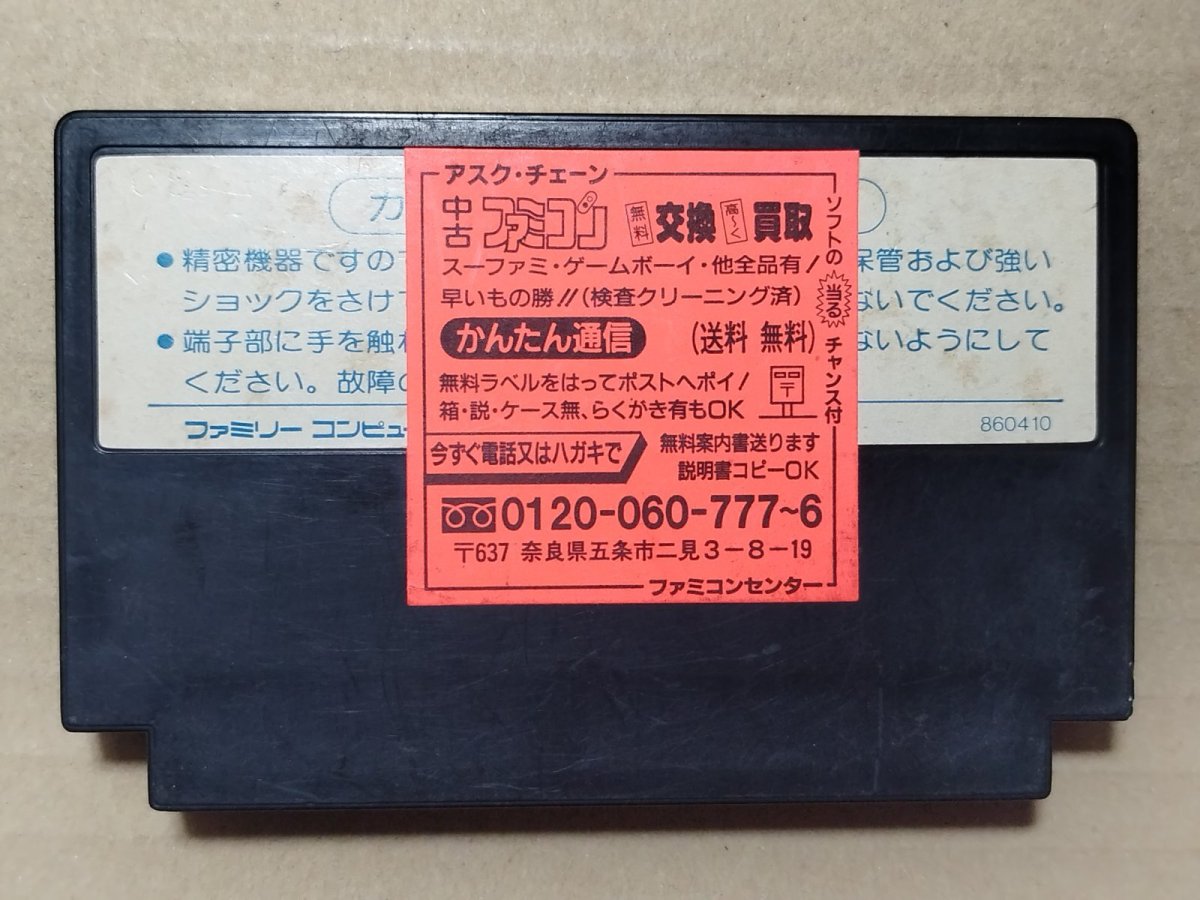 カ
●精密機器ですので
保管および強い
ショックをさけて
ないでください。
●端子部に手を触れ
ないようにして
ください。故障の
ファミリー コンピュ
860410
アスク・チェーン
中古 ファミコン 無料 交換 高〜く 買取
スーファミ・ゲームボーイ・他全品有!
早いもの勝!!(検査クリーニング済)
かんたん通信 (送料 無料)
無料ラベルをはってポストへポイ!
箱・説・ケース無、らくがき有もOK
〒
ソフトの当るチャンス付
今すぐ電話又はハガキで
無料案内書送ります
説明書コピーOK
0120-060-777~6
〒637 奈良県五条市二見3-8-19
ファミコンセンター